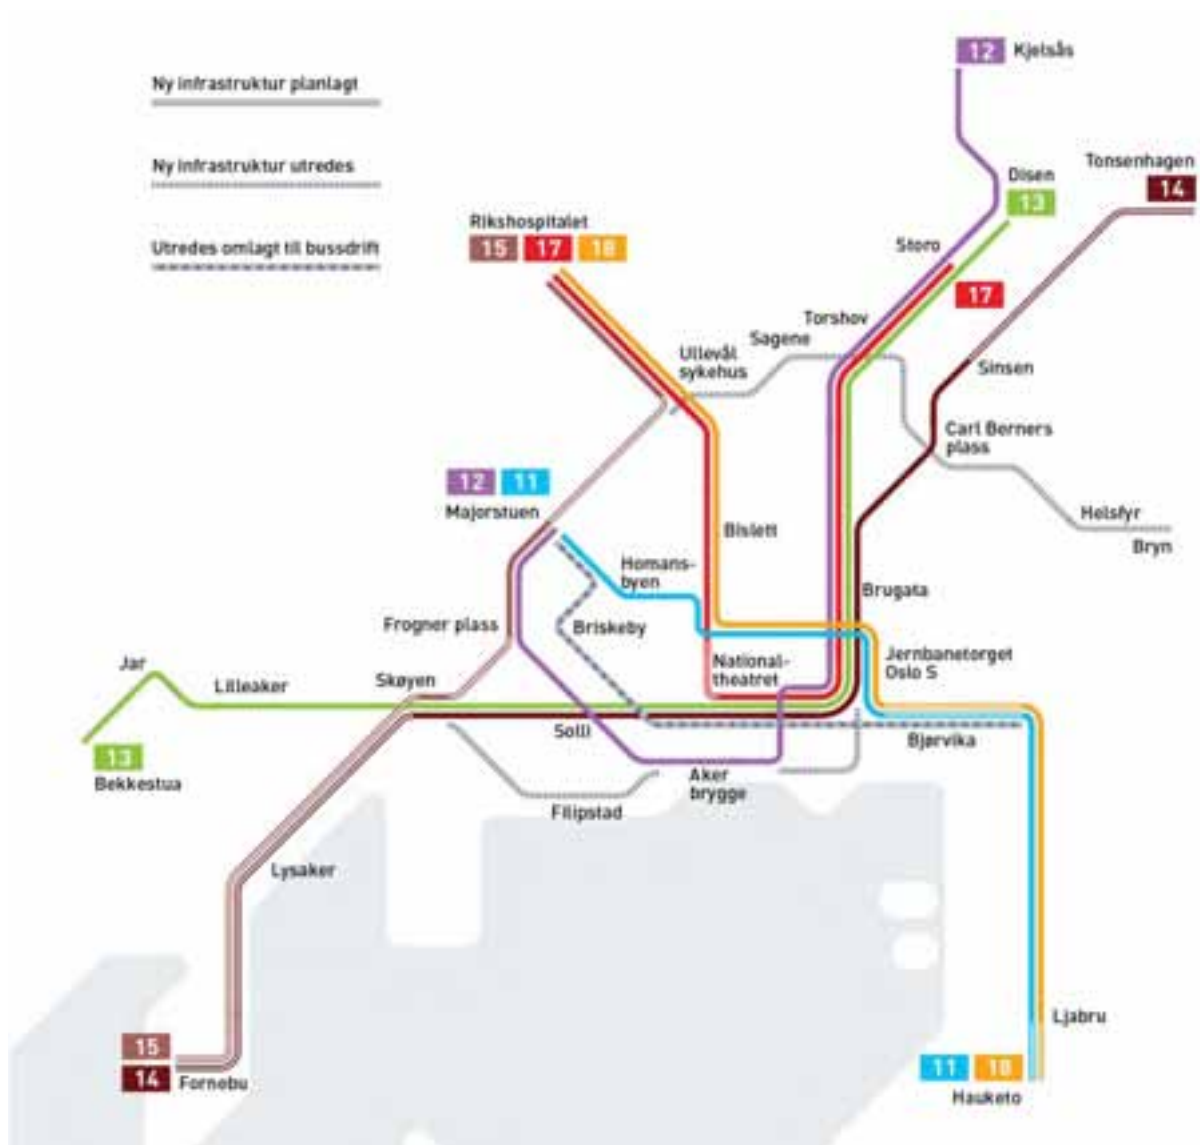 12 Kjelsås
Ny infrastruktur planlagt
Ny infrastruktur utredes
Utredes omlagt til bussdrift
Tonsenhagen
14
Disen
13
Rikshospitalet
15 17 18
Storo
17
Torshov
Sagene
Ullevål
sykehus
Sinsen
Carl Berners
plass
12 11
Majorstuen
Helsfyr
Bryn
Bislett
Homans-
byen
Brugata
Frogner plass
Briskeby
Jar
Lilleaker
Skøyen
National-
theatret
Jernbanetorget
Oslo S
Solli
Bjørvika
13
Bekkestua
Aker
brygge
Filipstad
Lysaker
Ljabru
15
14 Fornebu
11 18
Hauketo